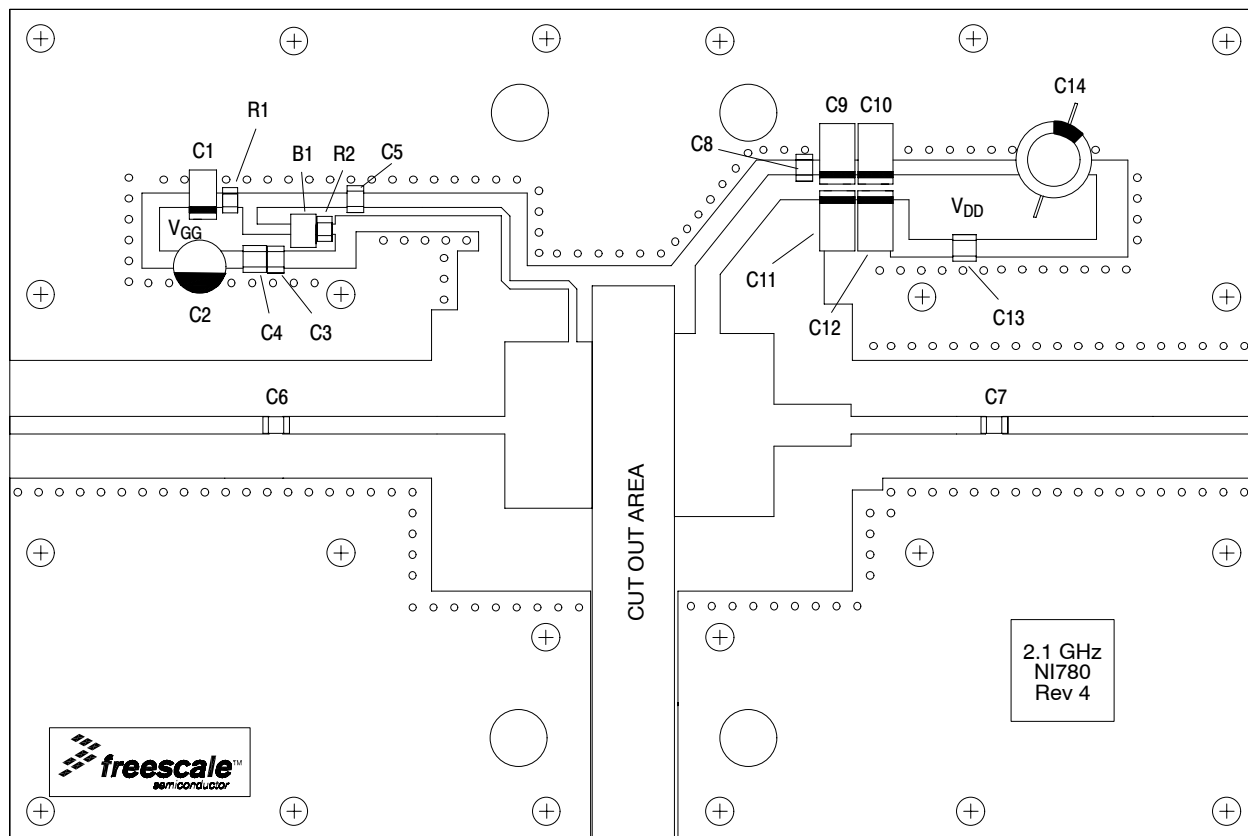 C14
C9 C10
R1
C8
C1
B1 R2 C5
VGG
VDD
C11
C2
C4 C3
C12
C13
C6
C7
CUT OUT AREA
2.1 GHz
NI780
Rev 4
freescale™
semiconductor